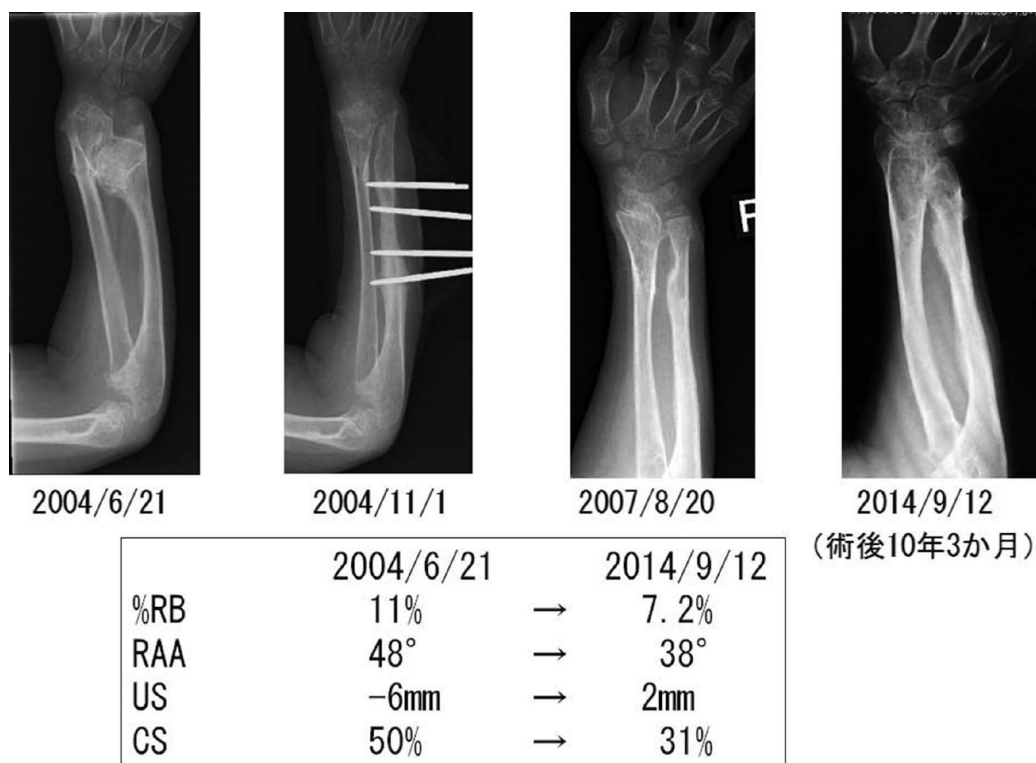 F
2004/6/21
2004/11/1
2007/8/20
2014/9/12
(術後10年3か月)
2004/6/21 2014/9/12
%RB 11% → 7.2%
RAA 48° → 38°
US -6mm → 2mm
CS 50% → 31%